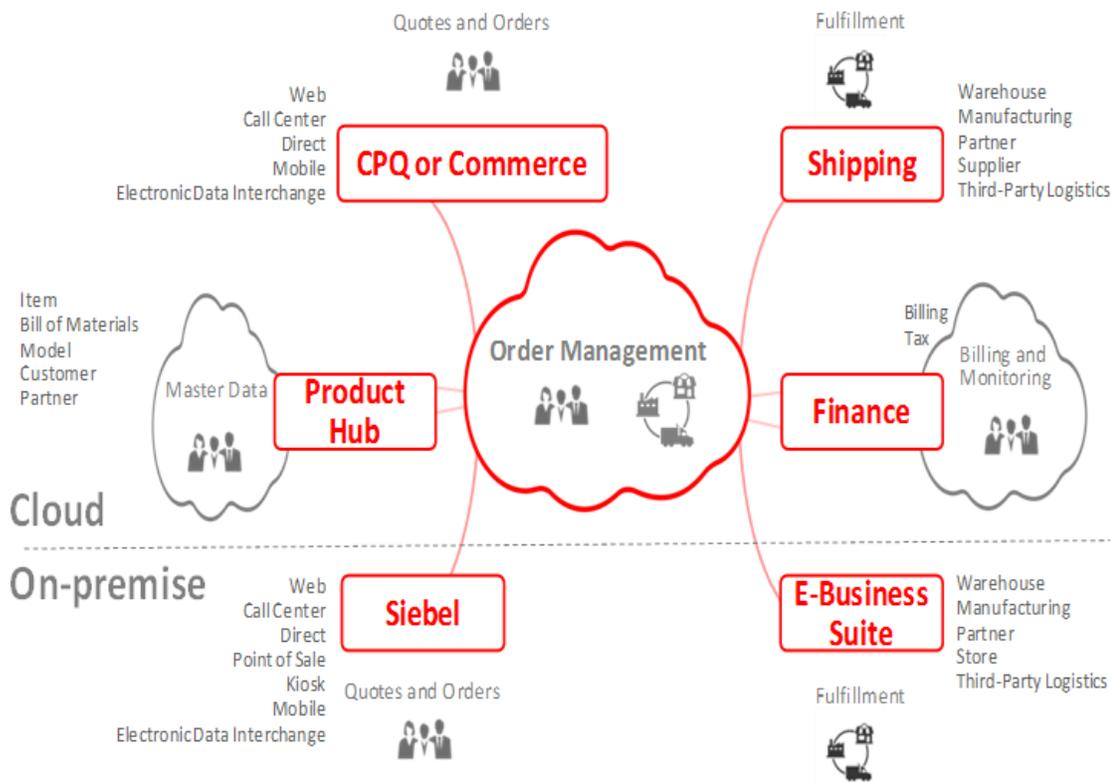 Quotes and Orders
Fulfillment
Web
Call Center
Direct
Mobile
Electronic Data Interchange
CPQ or Commerce
Shipping
Warehouse
Manufacturing
Partner
Supplier
Third-Party Logistics
Item
Bill of Materials
Model
Customer
Partner
Master Data
Product
Hub
Order Management
Billing
Tax
Finance
Billing and
Monitoring
Cloud
On-premise
Web
Call Center
Direct
Point of Sale
Kiosk
Mobile
Electronic Data Interchange
Siebel
Quotes and Orders
E-Business
Suite
Warehouse
Manufacturing
Partner
Store
Third-Party Logistics
Fulfillment